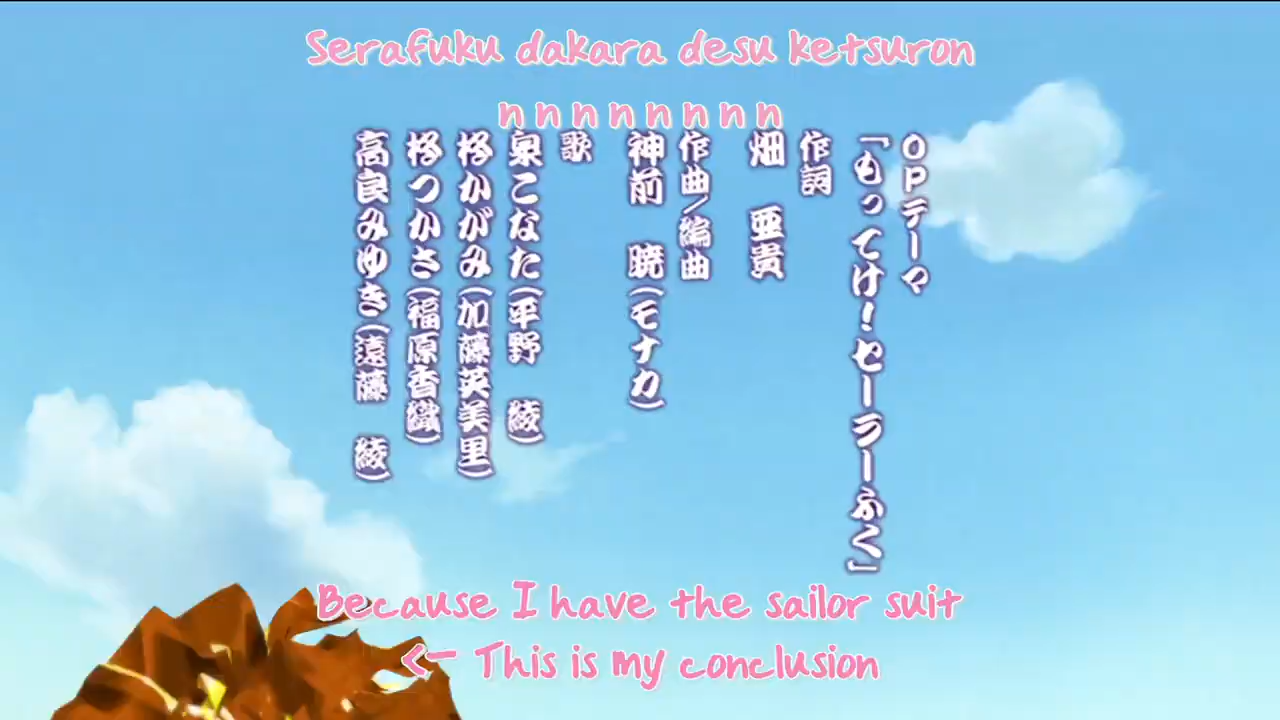 Serafuku dakara desu ketsuron
n n n n n n n n
OPテーマ
「もってけ!セーラーふく」
作詞
畑 亜貴
作曲/編曲
神前 暁(モナカ)
歌
泉こなた(平野 綾)
柊かがみ(加藤英美里)
柊つかさ(福原香織)
高良みゆき(遠藤 綾)
Because I have the sailor suit
<- This is my conclusion